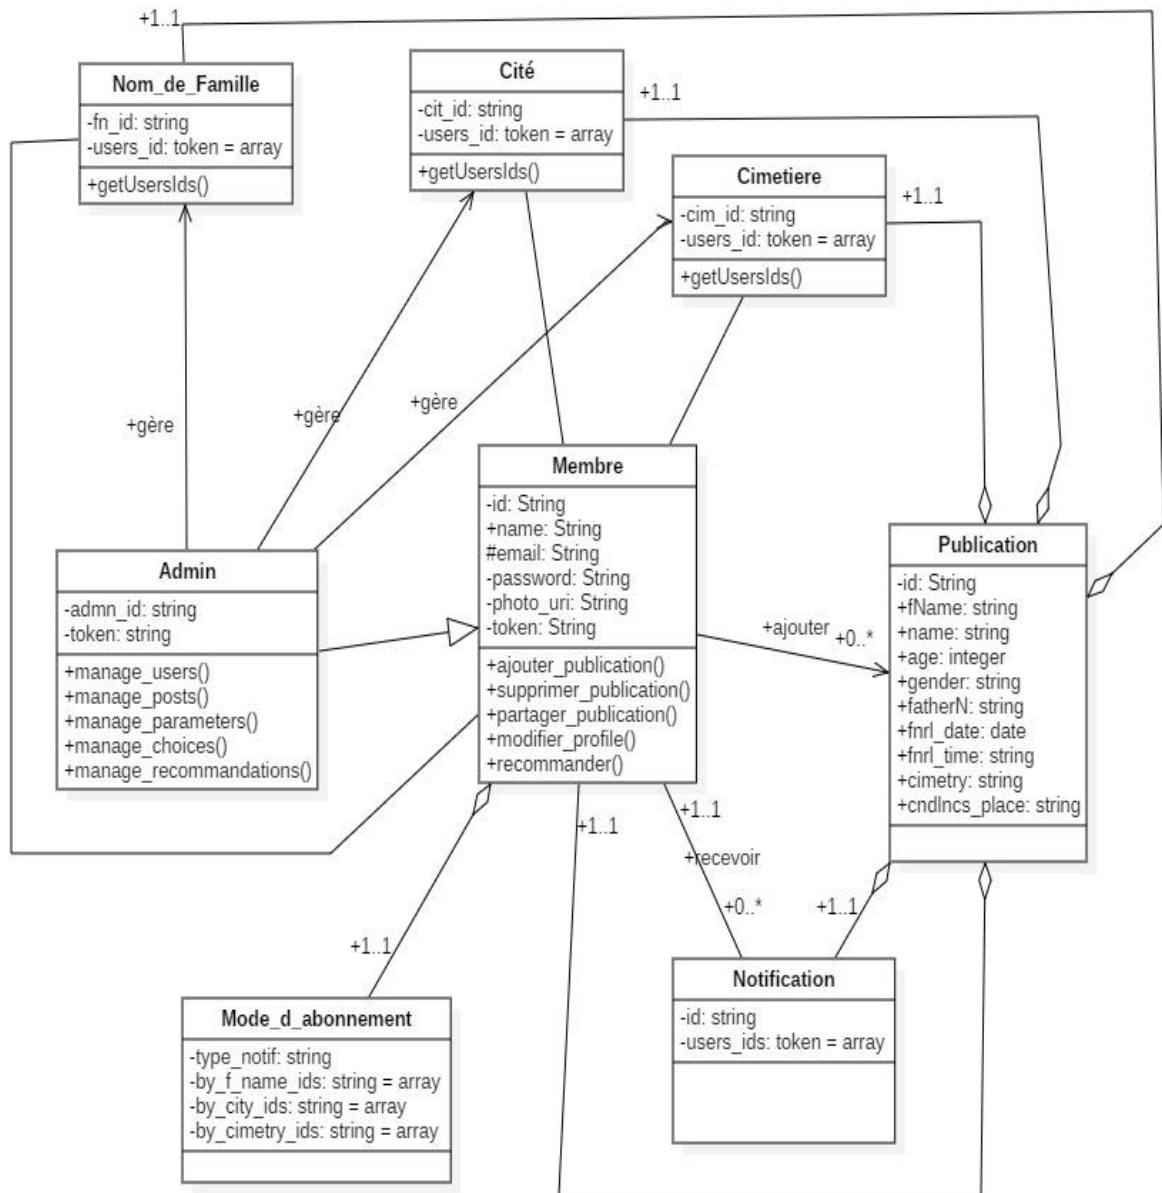 +1..1
Nom_de_Famille
-fn_id: string
-users_id: token = array
+getUsersIds()
Cité
-cit_id: string
-users_id: token = array
+getUsersIds()
+1..1
Cimetiere
-cim_id: string
-users_id: token = array
+getUsersIds()
+1..1
+gère
+gère
+gère
Admin
-admn_id: string
-token: string
+manage_users()
+manage_posts()
+manage_parameters()
+manage_choices()
+manage_recommandations()
Membre
-id: String
+name: String
#email: String
-password: String
-photo_uri: String
-token: String
+ajouter_publication()
+supprimer_publication()
+partager_publication()
+modifier_profile()
+recommander()
+ajouter
+0..*
Publication
-id: String
+fName: string
+name: string
+age: integer
+gender: string
+fatherN: string
+fnrl_date: date
+fnrl_time: string
+cimetry: string
+cndlncs_place: string
+1..1
+1..1
+recevoir
+0..*
+1..1
+1..1
Mode_d_abonnement
-type_notif: string
-by_f_name_ids: string = array
-by_city_ids: string = array
-by_cimetry_ids: string = array
Notification
-id: string
-users_ids: token = array